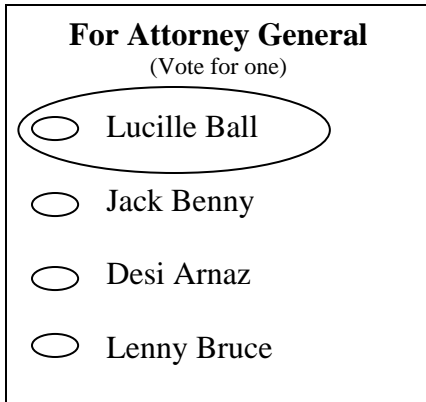 For Attorney General
(Vote for one)
Lucille Ball
Jack Benny
Desi Arnaz
Lenny Bruce